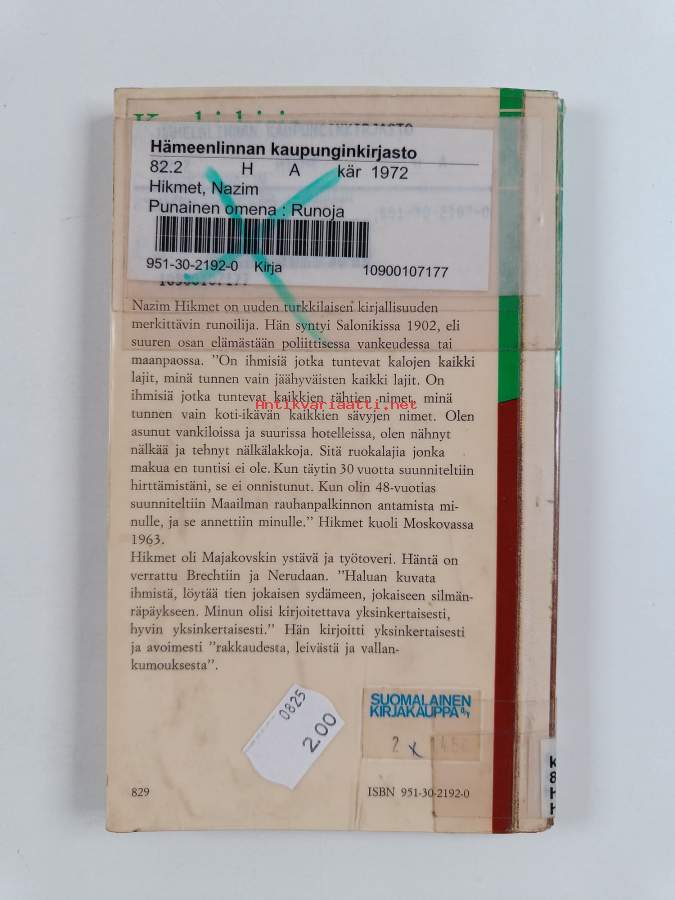 HÄMEENLINNAN KAUPUNGINKIRJASTO
Hämeenlinnan kaupunginkirjasto
82.2 H A kär 1972
Hikmet, Nazim
Punainen omena : Runoja
951-30-2192-0 Kirja 10900107177
10900107177
Nazim Hikmet on uuden turkkilaisen kirjallisuuden
merkittävin runoilija. Hän syntyi Salonikissa 1902, eli
suuren osan elämästään poliittisessa vankeudessa tai
maanpaossa. ”On ihmisiä jotka tuntevat kalojen kaikki
lajit, minä tunnen vain jäähyväisten kaikki lajit. On
ihmisiä jotka tuntevat kaikkien tähtien nimet, minä
tunnen vain koti-ikävän kaikkien sävyjen nimet. Olen
Antikvariaatti.net
asunut vankiloissa ja suurissa hotelleissa, olen nähnyt
nälkää ja tehnyt nälkälakkoja. Sitä ruokalajia jonka
makua en tuntisi ei ole. Kun täytin 30 vuotta suunniteltiin
hirttämistäni, se ei onnistunut. Kun olin 48-vuotias
suunniteltiin Maailman rauhanpalkinnon antamista mi-
nulle, ja se annettiin minulle.” Hikmet kuoli Moskovassa
1963.
Hikmet oli Majakovskin ystävä ja työtoveri. Häntä on
verrattu Brechtiin ja Nerudaan. ”Haluan kuvata
ihmistä, löytää tien jokaisen sydämeen, jokaiseen silmän-
räpäykseen. Minun olisi kirjoitettava yksinkertaisesti,
hyvin yksinkertaisesti.” Hän kirjoitti yksinkertaisesti
ja avoimesti ”rakkaudesta, leivästä ja vallan-
kumouksesta”.
0825
2.00
SUOMALAINEN
KIRJAKAUPPA O/Y
2 x
k
8
H
H
829
ISBN 951-30-2192-0